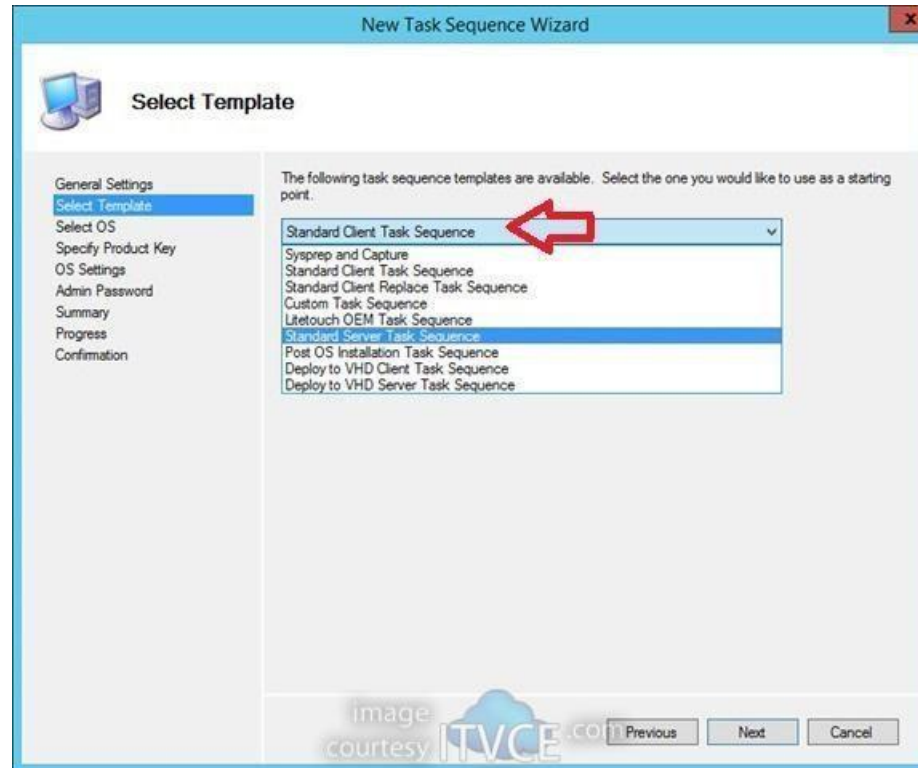 New Task Sequence Wizard
x
Select Template
General Settings
Select Template
Select OS
Specify Product Key
OS Settings
Admin Password
Summary
Progress
Confirmation
The following task sequence templates are available. Select the one you would like to use as a starting
point.
Standard Client Task Sequence
Sysprep and Capture
Standard Client Task Sequence
Standard Client Replace Task Sequence
Custom Task Sequence
Litetouch OEM Task Sequence
Standard Server Task Sequence
Post OS Installation Task Sequence
Deploy to VHD Client Task Sequence
Deploy to VHD Server Task Sequence
image
courtesy ITVCE.com
Previous Next Cancel